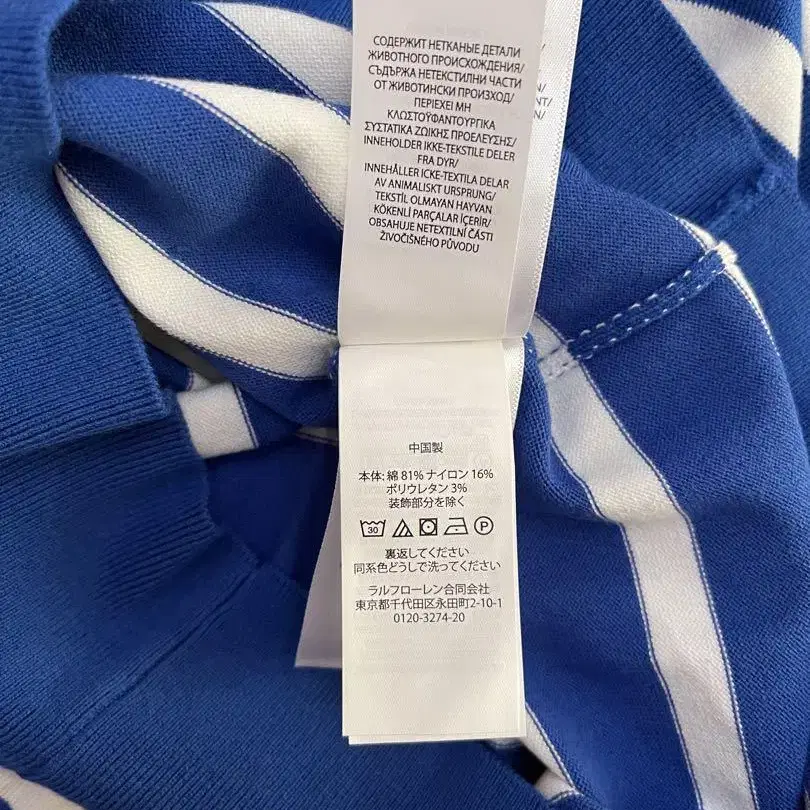 СОДЕРЖИТ НЕТКАНЫЕ ДЕТАЛИ
ЖИВОТНОГО ПРОИСХОЖДЕНИЯ/
СЪДЪРЖА НЕТЕКСТИЛНИ ЧАСТИ
ОТ ЖИВОТИНСКИ ПРОИЗХОД/
ΠΕΡΙΕΧΕΙ ΜΗ
ΚΛΩΣΤΟΫΦΑΝΤΟΥΡΓΙΚΑ
ΣΥΣΤΑΤΙΚΑ ΖΩΙΚΗΣ ΠΡΟΕΛΕΥΣΗΣ/
INNEHOLDER IKKE-TEKSTILE DELER
FRA DYR/
INNEHÅLLER ICKE-TEXTILA DELAR
AV ANIMALISKT URSPRUNG/
TEKSTİL OLMAYAN HAYVAN
KÖKENLİ PARÇALAR İÇERİR/
OBSAHUJE NETEXTILNÍ ČÁSTI
ŽIVOČIŠNÉHO PŮVODU
中国製
本体: 綿 81% ナイロン 16%
ポリウレタン 3%
装飾部分を除く
30 P
裏返してください
同系色どうしで洗ってください
ラルフローレン合同会社
東京都千代田区永田町2-10-1
0120-3274-20